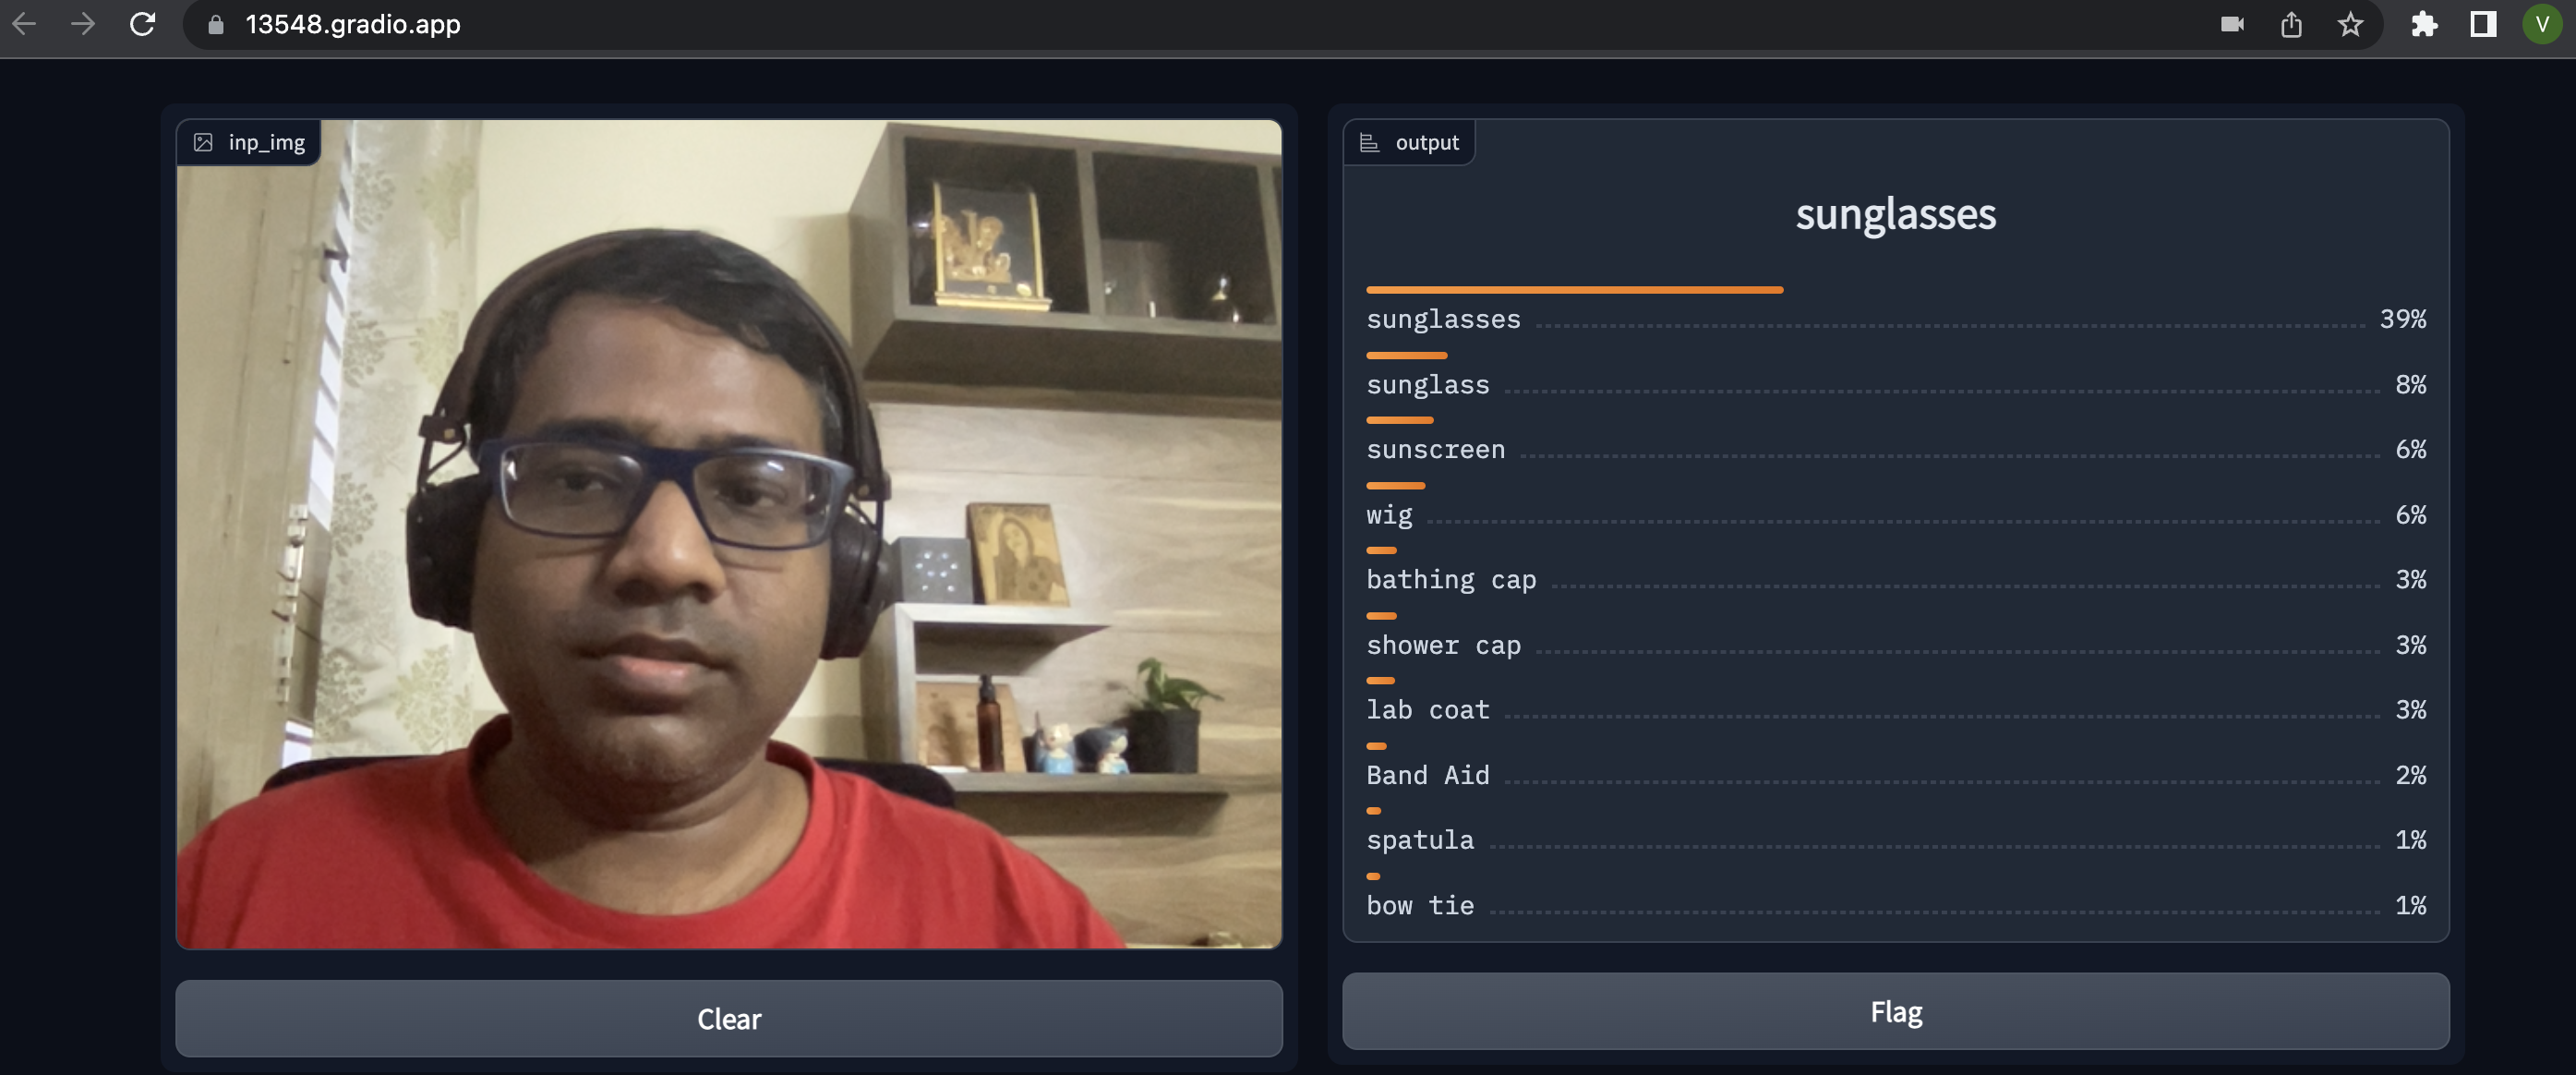 13548.gradio.app
V
inp_img
output
sunglasses
sunglasses 39%
sunglass 8%
sunscreen 6%
wig 6%
bathing cap 3%
shower cap 3%
lab coat 3%
Band Aid 2%
spatula 1%
bow tie 1%
Clear
Flag